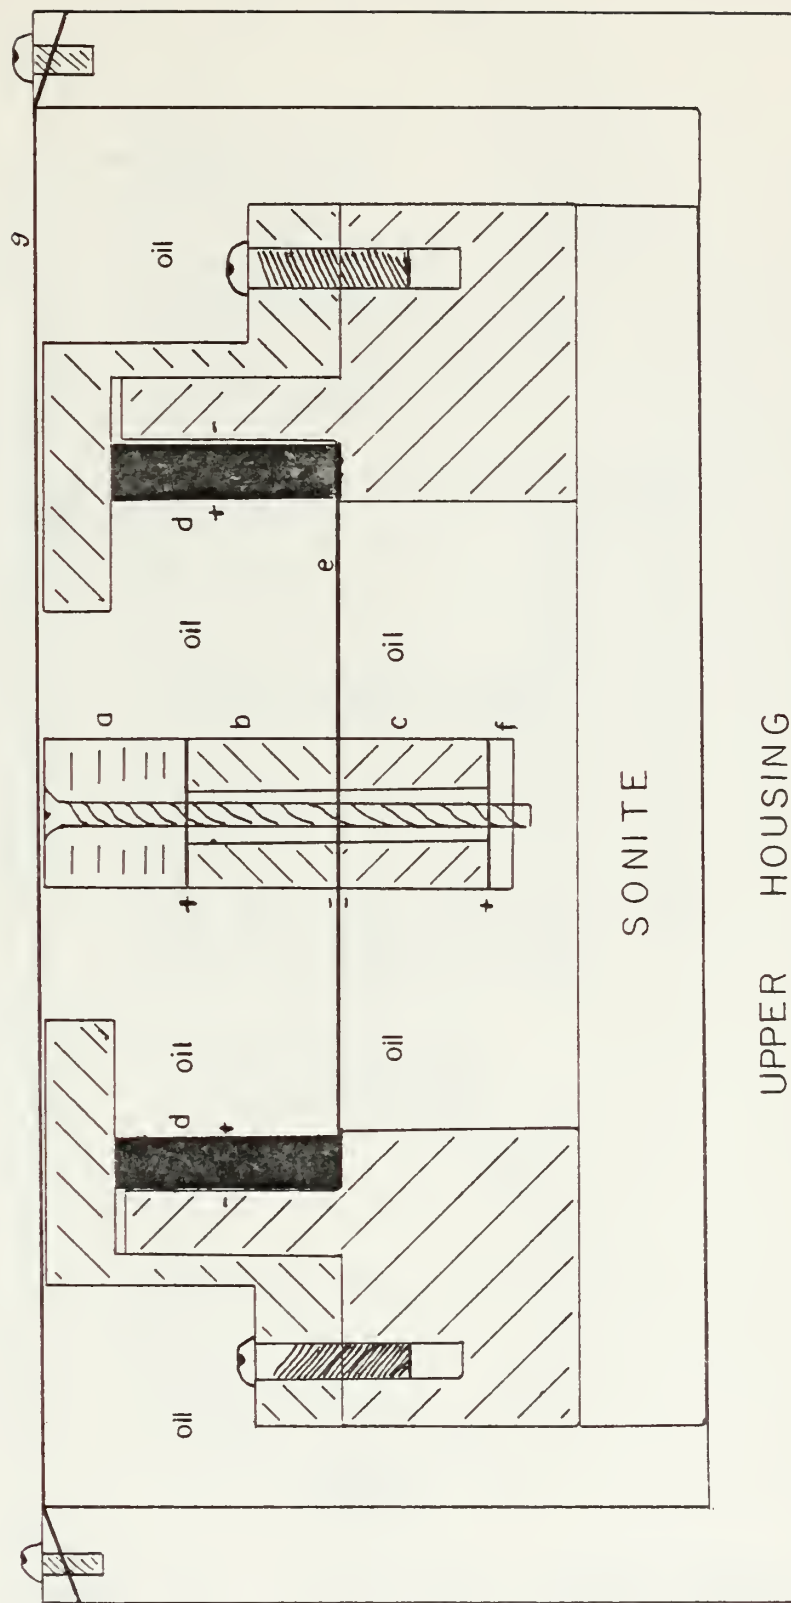 g
oil
a
oil
d
oil
oil
d
- +
+ -
+
b
- -
e
oil
c
oil
+
f
SONITE
UPPER HOUSING